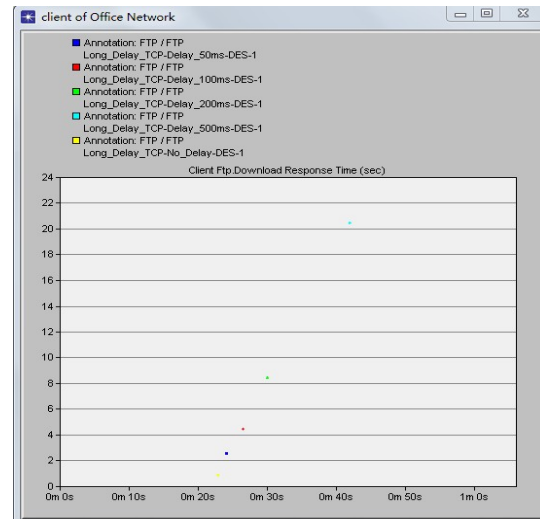 client of Office Network
Annotation: FTP / FTP
Long_Delay_TCP-Delay_50ms-DES-1
Annotation: FTP / FTP
Long_Delay_TCP-Delay_100ms-DES-1
Annotation: FTP / FTP
Long_Delay_TCP-Delay_200ms-DES-1
Annotation: FTP / FTP
Long_Delay_TCP-Delay_500ms-DES-1
Annotation: FTP / FTP
Long_Delay_TCP-No_Delay-DES-1
Client Ftp.Download Response Time (sec)
24
22
20
18
16
14
12
10
8
6
4
2
0
0m 0s 0m 10s 0m 20s 0m 30s 0m 40s 0m 50s 1m 0s